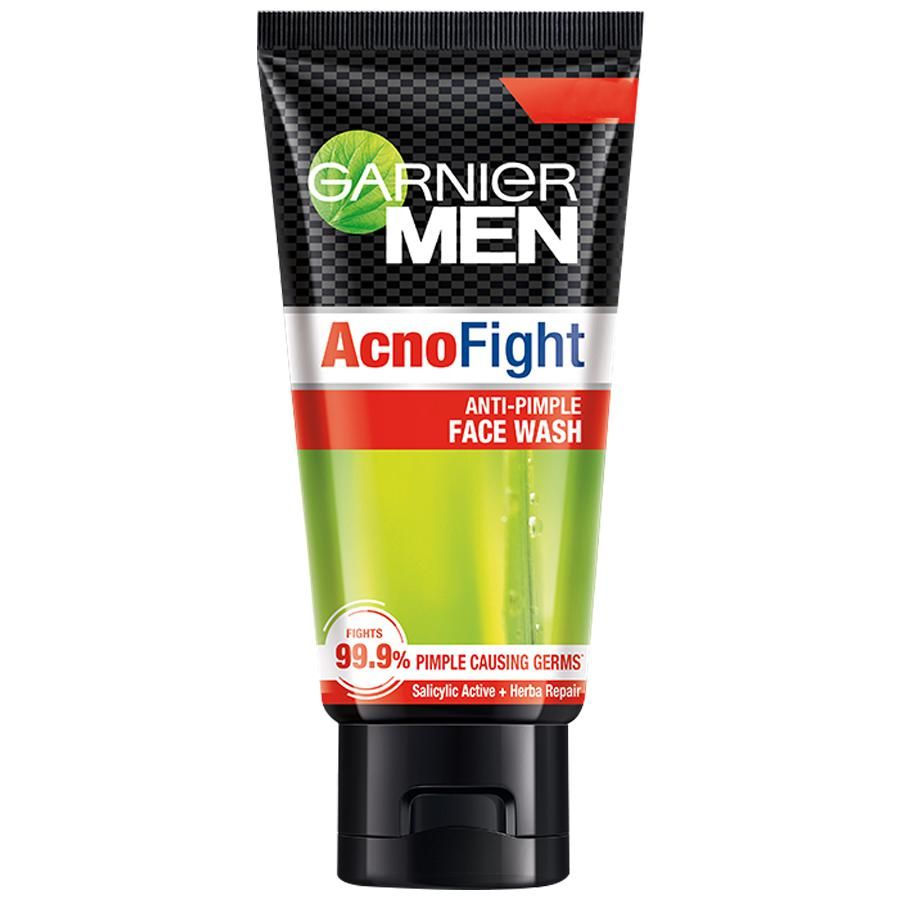 GARNIER
MEN
AcnoFight
ANTI-PIMPLE
FACE WASH
FIGHTS
99.9% PIMPLE CAUSING GERMS*
Salicylic Active + Herba Repair